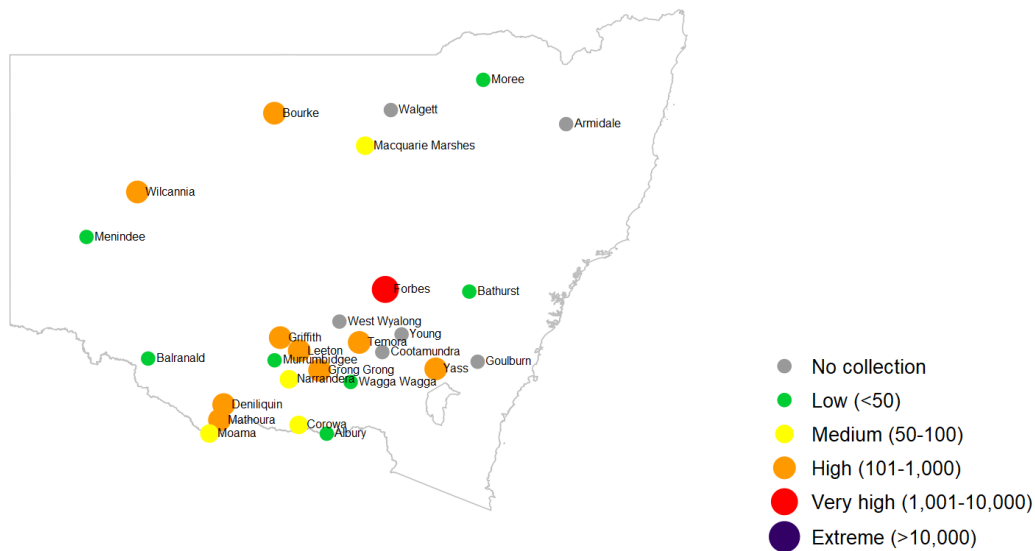 Moree
Walgett
Bourke
Armidale
Macquarie Marshes
Wilcannia
Menindee
Forbes
Bathurst
West Wyalong
Young
Griffith
Temora
Leeton
Cootamundra
Balranald
Murrumbidgee
Goulburn
Grong Grong
Yass
Narrandera
Wagga Wagga
Deniliquin
Mathoura
Corowa
Moama
Albury
No collection
Low (<50)
Medium (50-100)
High (101-1,000)
Very high (1,001-10,000)
Extreme (>10,000)